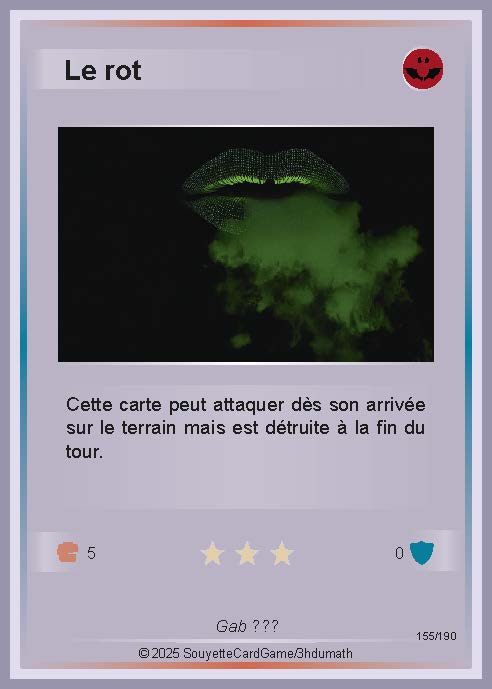 Le rot
Cette carte peut attaquer dès son arrivée
sur le terrain mais est détruite à la fin du
tour.
5
0
Gab ???
155/190
©2025 SouyetteCardGame/3hdumath